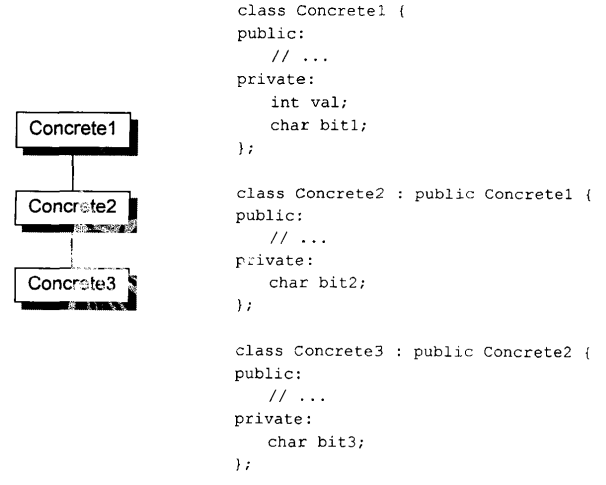 Concrete1
Concrete2
Concrete3
class Concrete1 {
public:
// ...
private:
int val;
char bit1;
};
class Concrete2 : public Concrete1 {
public:
// ...
private:
char bit2;
};
class Concrete3 : public Concrete2 {
public:
// ...
private:
char bit3;
};